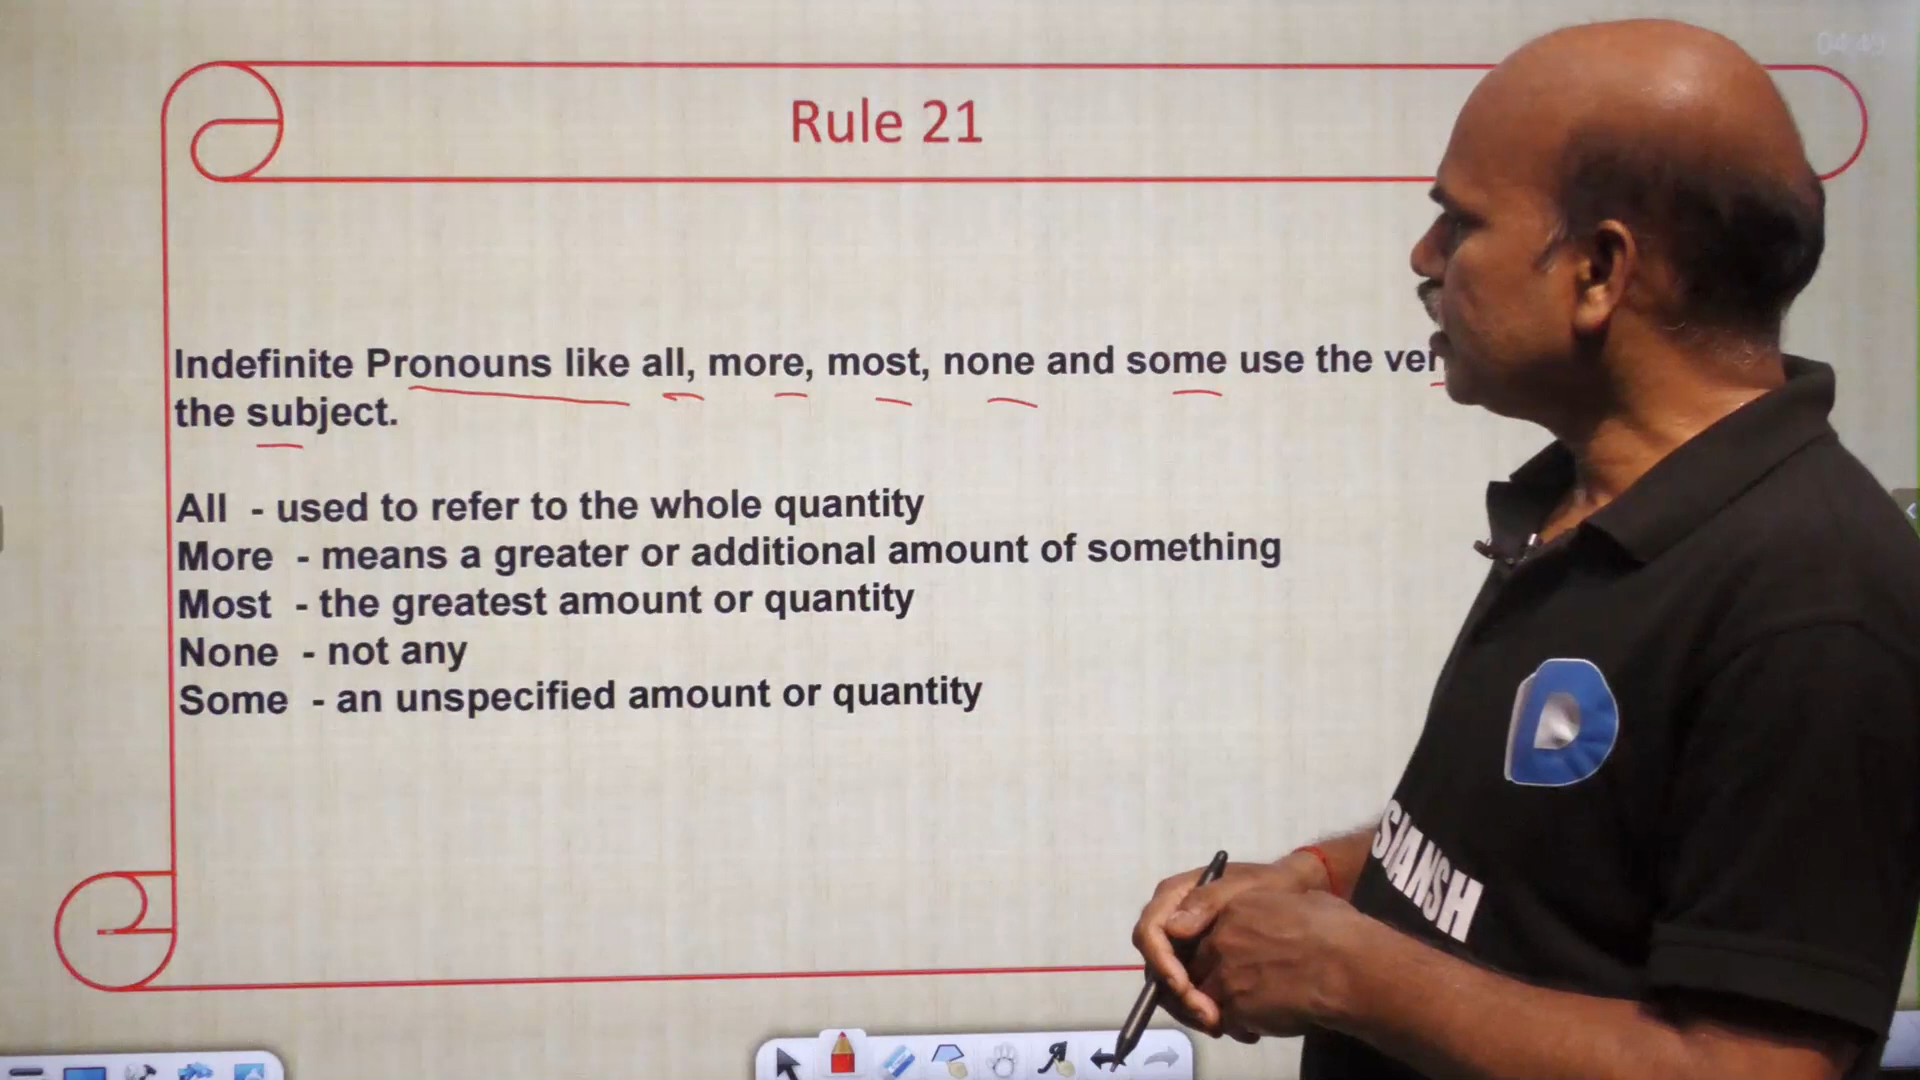 Rule 21
04:49
Indefinite Pronouns like all, more, most, none and some use the
the subject.
All - used to refer to the whole quantity
More - means a greater or additional amount of something
Most - the greatest amount or quantity
None - not any
Some - an unspecified amount or quantity
D
SIANSH